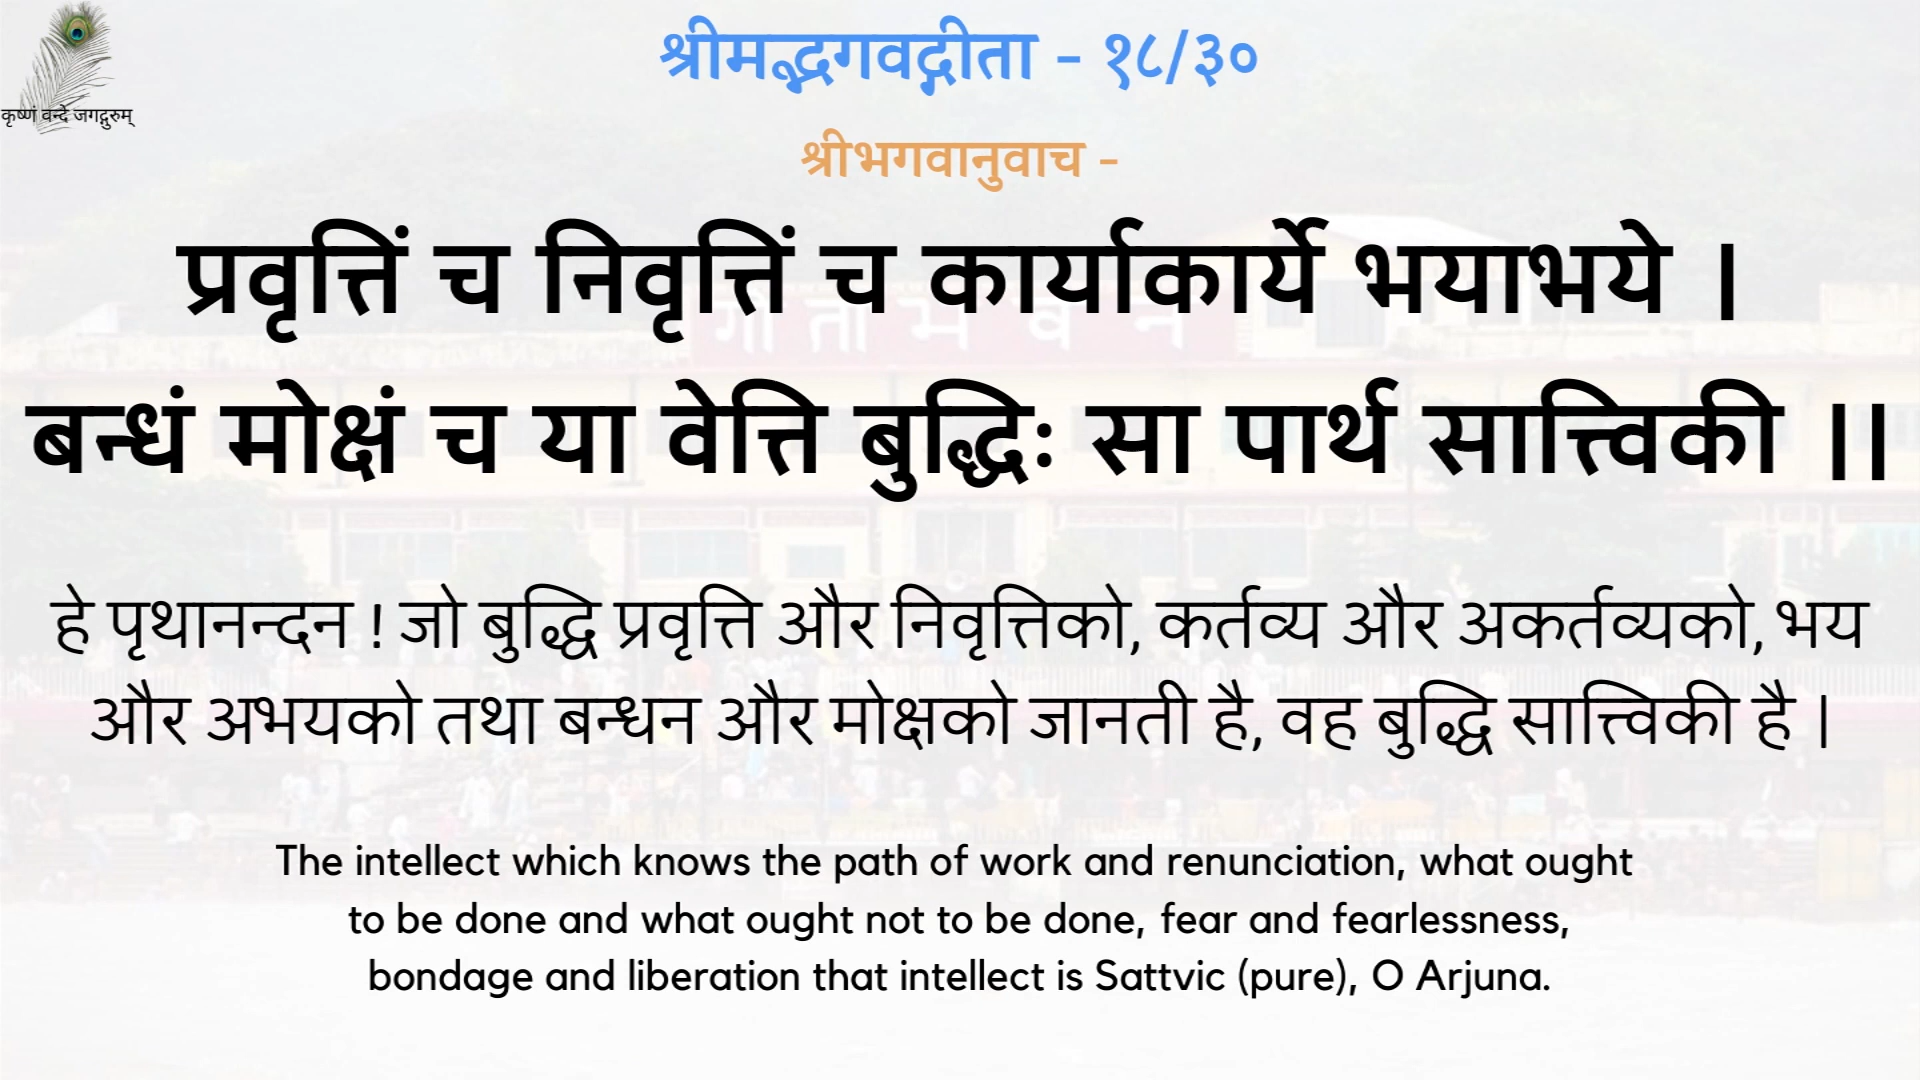 श्रीमद्भगवद्गीता - १८/३०
कृष्णं वन्दे जगद्गुरुम्
श्रीभगवानुवाच -
प्रवृत्तिं च निवृत्तिं च कार्याकार्ये भयाभये ।
गीता भवन
बन्धं मोक्षं च या वेत्ति बुद्धिः सा पार्थ सात्त्विकी ।।
हे पृथानन्दन ! जो बुद्धि प्रवृत्ति और निवृत्तिको, कर्तव्य और अकर्तव्यको, भय
और अभयको तथा बन्धन और मोक्षको जानती है, वह बुद्धि सात्त्विकी है ।
The intellect which knows the path of work and renunciation, what ought
to be done and what ought not to be done, fear and fearlessness,
bondage and liberation that intellect is Sattvic (pure), O Arjuna.